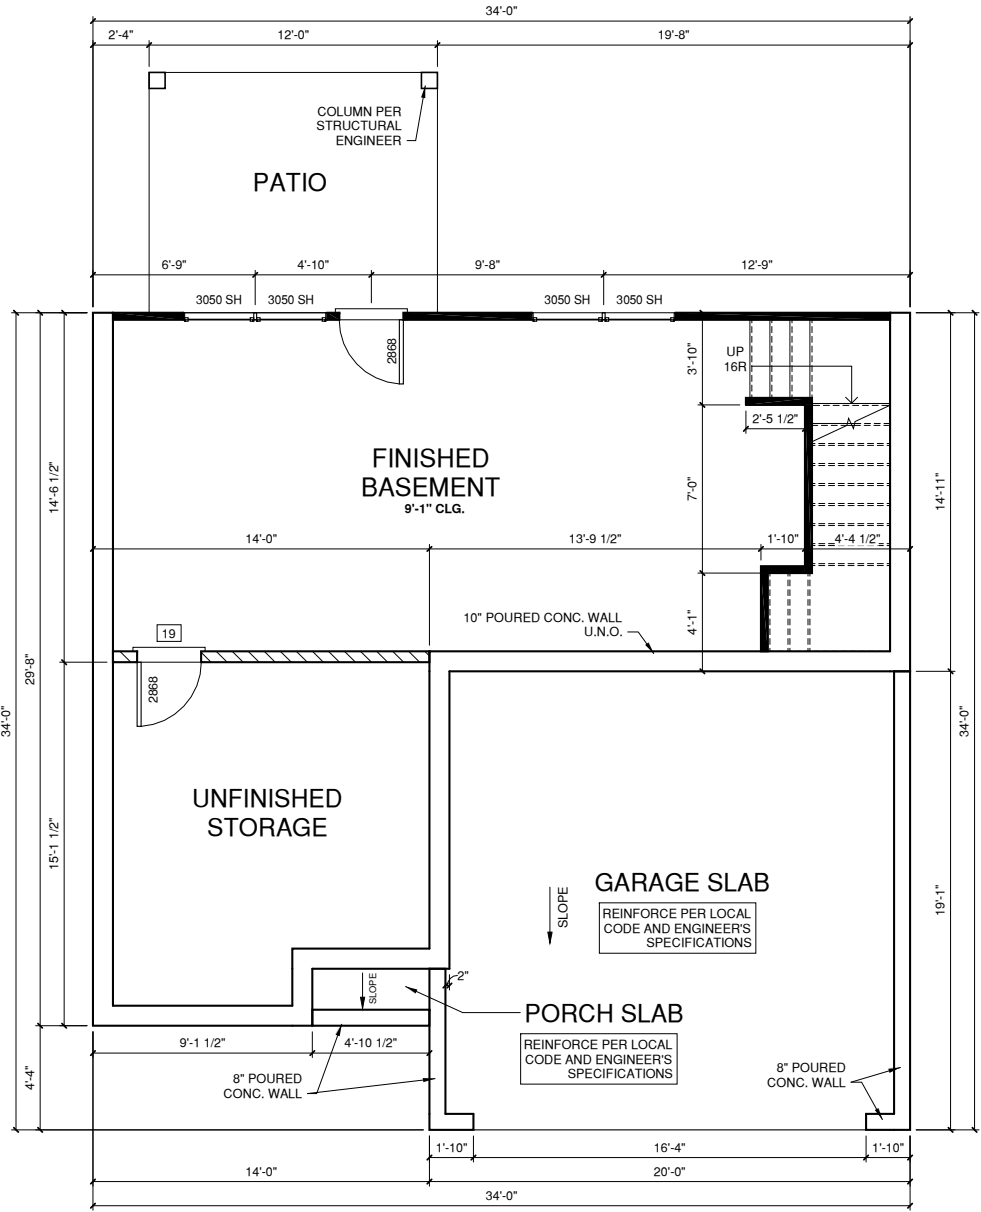 34'-0"
2'-4"
12'-0"
19'-8"
COLUMN PER
STRUCTURAL
ENGINEER
PATIO
6'-9"
4'-10"
9'-8"
12'-9"
3050 SH
3050 SH
3050 SH
3050 SH
2868
3'-10"
UP
16R
2'-5 1/2"
FINISHED
BASEMENT
9'-1" CLG.
14'-6 1/2"
7'-0"
14'-11"
14'-0"
13'-9 1/2"
1'-10"
4'-4 1/2"
10" POURED CONC. WALL
U.N.O.
4'-1"
19
2868
29'-8"
34'-0"
34'-0"
UNFINISHED
STORAGE
15'-1 1/2"
GARAGE SLAB
REINFORCE PER LOCAL
CODE AND ENGINEER'S
SPECIFICATIONS
SLOPE
19'-1"
SLOPE
2"
PORCH SLAB
REINFORCE PER LOCAL
CODE AND ENGINEER'S
SPECIFICATIONS
9'-1 1/2"
4'-10 1/2"
4'-4"
8" POURED
CONC. WALL
8" POURED
CONC. WALL
1'-10"
16'-4"
1'-10"
14'-0"
20'-0"
34'-0"